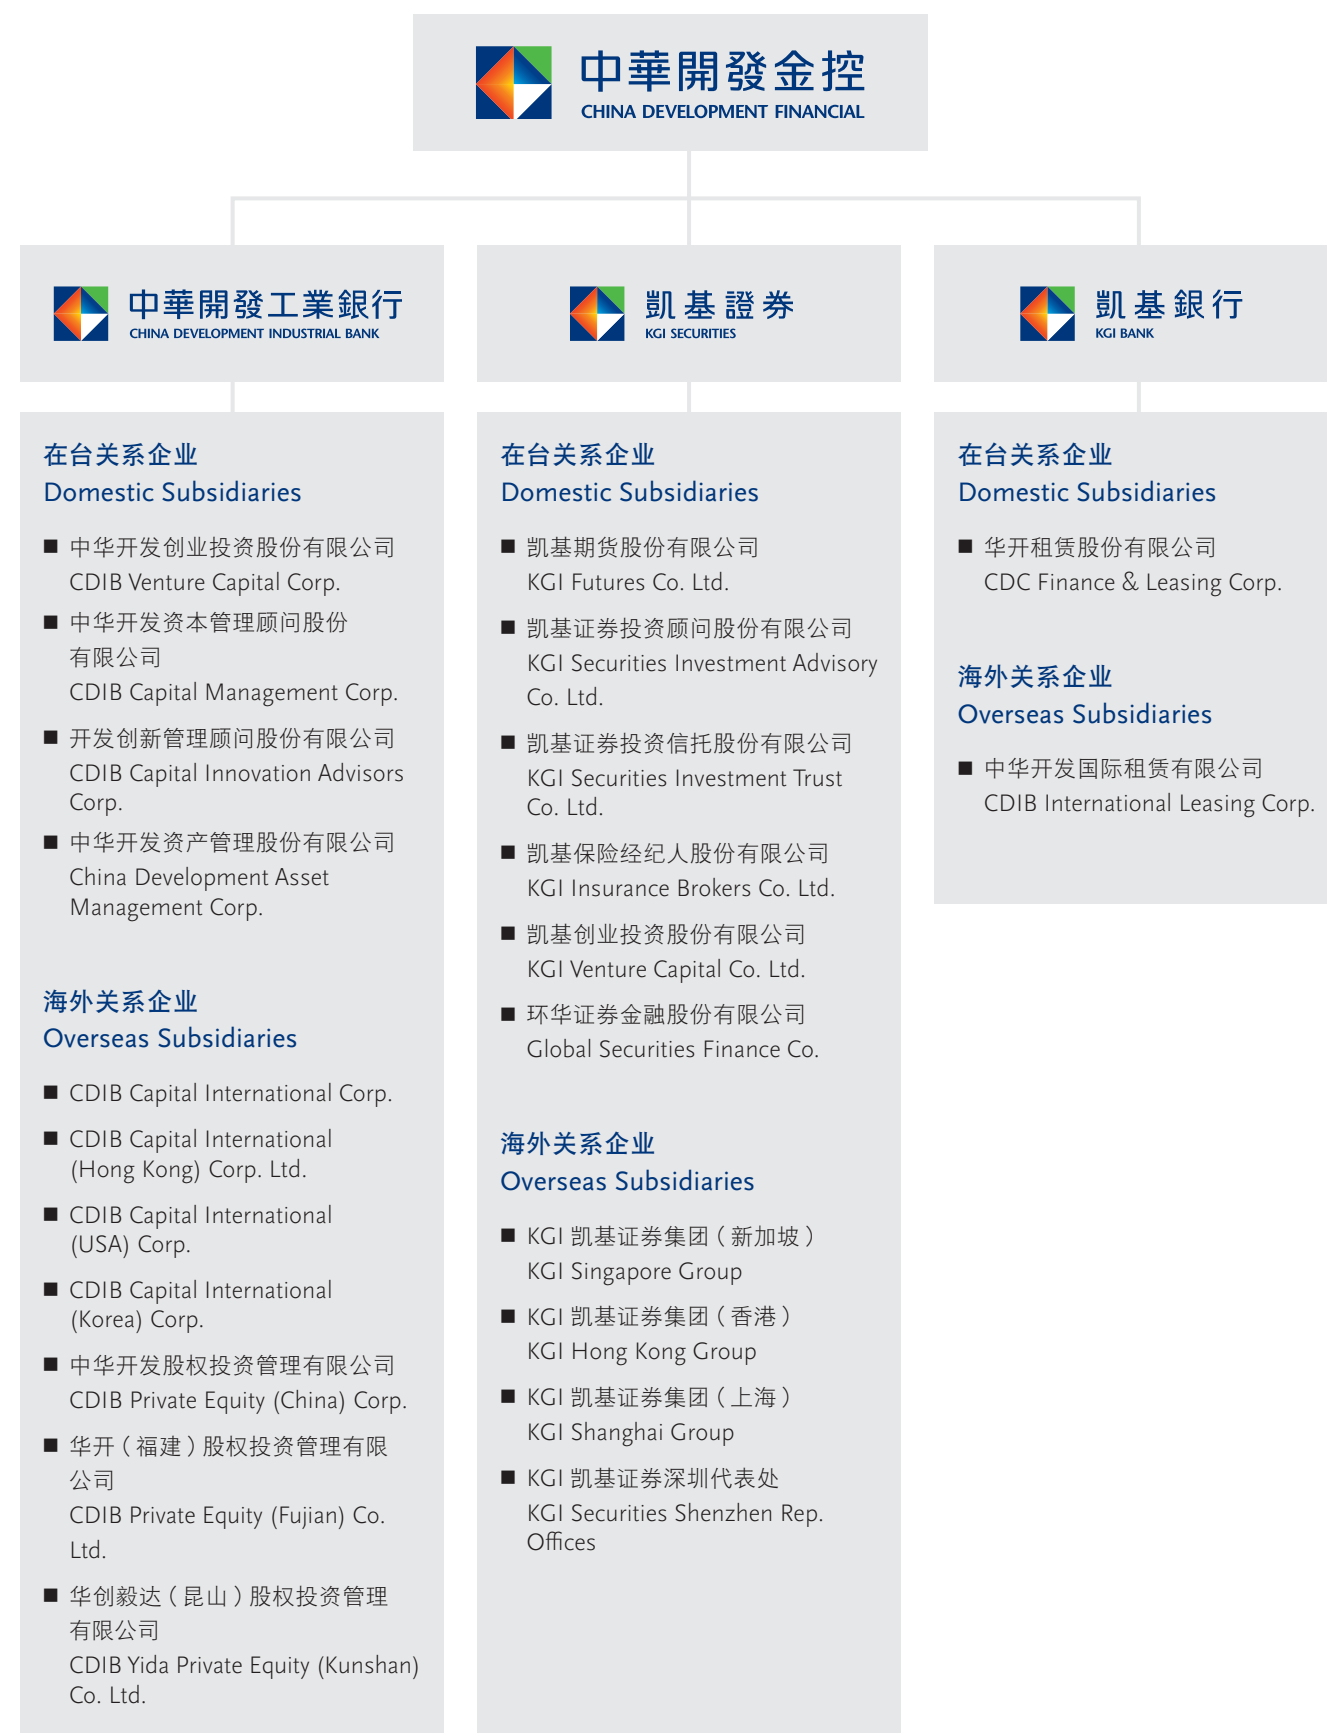 中華開發金控
CHINA DEVELOPMENT FINANCIAL
中華開發工業銀行
CHINA DEVELOPMENT INDUSTRIAL BANK
凱基證券
KGI SECURITIES
凱基銀行
KGI BANK
在台关系企业
Domestic Subsidiaries
■ 中华开发创业投资股份有限公司
CDIB Venture Capital Corp.
■ 中华开发资本管理顾问股份
有限公司
CDIB Capital Management Corp.
■ 开发创新管理顾问股份有限公司
CDIB Capital Innovation Advisors
Corp.
■ 中华开发资产管理股份有限公司
China Development Asset
Management Corp.
海外关系企业
Overseas Subsidiaries
■ CDIB Capital International Corp.
■ CDIB Capital International
(Hong Kong) Corp. Ltd.
■ CDIB Capital International
(USA) Corp.
■ CDIB Capital International
(Korea) Corp.
■ 中华开发股权投资管理有限公司
CDIB Private Equity (China) Corp.
■ 华开（福建）股权投资管理有限
公司
CDIB Private Equity (Fujian) Co.
Ltd.
■ 华创毅达（昆山）股权投资管理
有限公司
CDIB Yida Private Equity (Kunshan)
Co. Ltd.
在台关系企业
Domestic Subsidiaries
■ 凯基期货股份有限公司
KGI Futures Co. Ltd.
■ 凯基证券投资顾问股份有限公司
KGI Securities Investment Advisory
Co. Ltd.
■ 凯基证券投资信托股份有限公司
KGI Securities Investment Trust
Co. Ltd.
■ 凯基保险经纪人股份有限公司
KGI Insurance Brokers Co. Ltd.
■ 凯基创业投资股份有限公司
KGI Venture Capital Co. Ltd.
■ 环华证券金融股份有限公司
Global Securities Finance Co.
海外关系企业
Overseas Subsidiaries
■ KGI 凯基证券集团（新加坡）
KGI Singapore Group
■ KGI 凯基证券集团（香港）
KGI Hong Kong Group
■ KGI 凯基证券集团（上海）
KGI Shanghai Group
■ KGI 凯基证券深圳代表处
KGI Securities Shenzhen Rep.
Offices
在台关系企业
Domestic Subsidiaries
■ 华开租赁股份有限公司
CDC Finance & Leasing Corp.
海外关系企业
Overseas Subsidiaries
■ 中华开发国际租赁有限公司
CDIB International Leasing Corp.